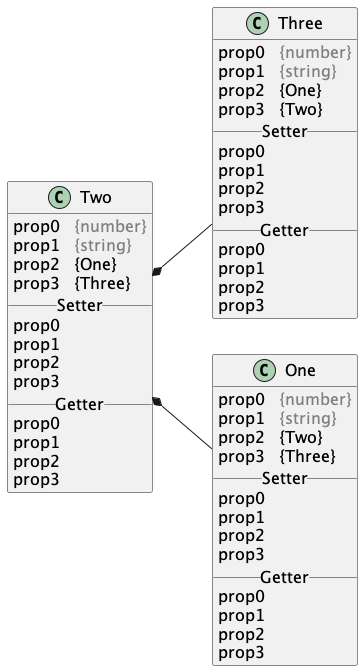 C Three
prop0 {number}
prop1 {string}
prop2 {One}
prop3 {Two}
Setter
prop0
prop1
prop2
prop3
Getter
prop0
prop1
prop2
prop3
C Two
prop0 {number}
prop1 {string}
prop2 {One}
prop3 {Three}
Setter
prop0
prop1
prop2
prop3
Getter
prop0
prop1
prop2
prop3
C One
prop0 {number}
prop1 {string}
prop2 {Two}
prop3 {Three}
Setter
prop0
prop1
prop2
prop3
Getter
prop0
prop1
prop2
prop3